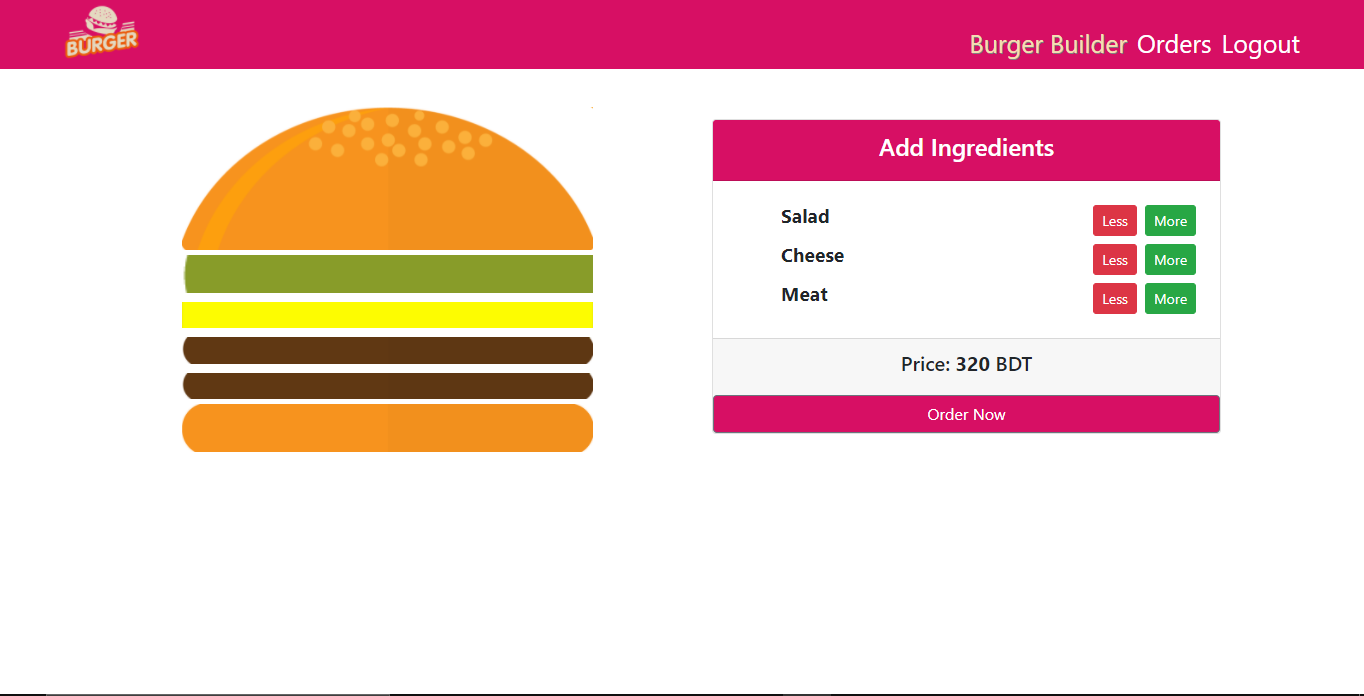 BURGER
Burger Builder Orders Logout
Add Ingredients
Salad Less More
Cheese Less More
Meat Less More
Price: 320 BDT
Order Now